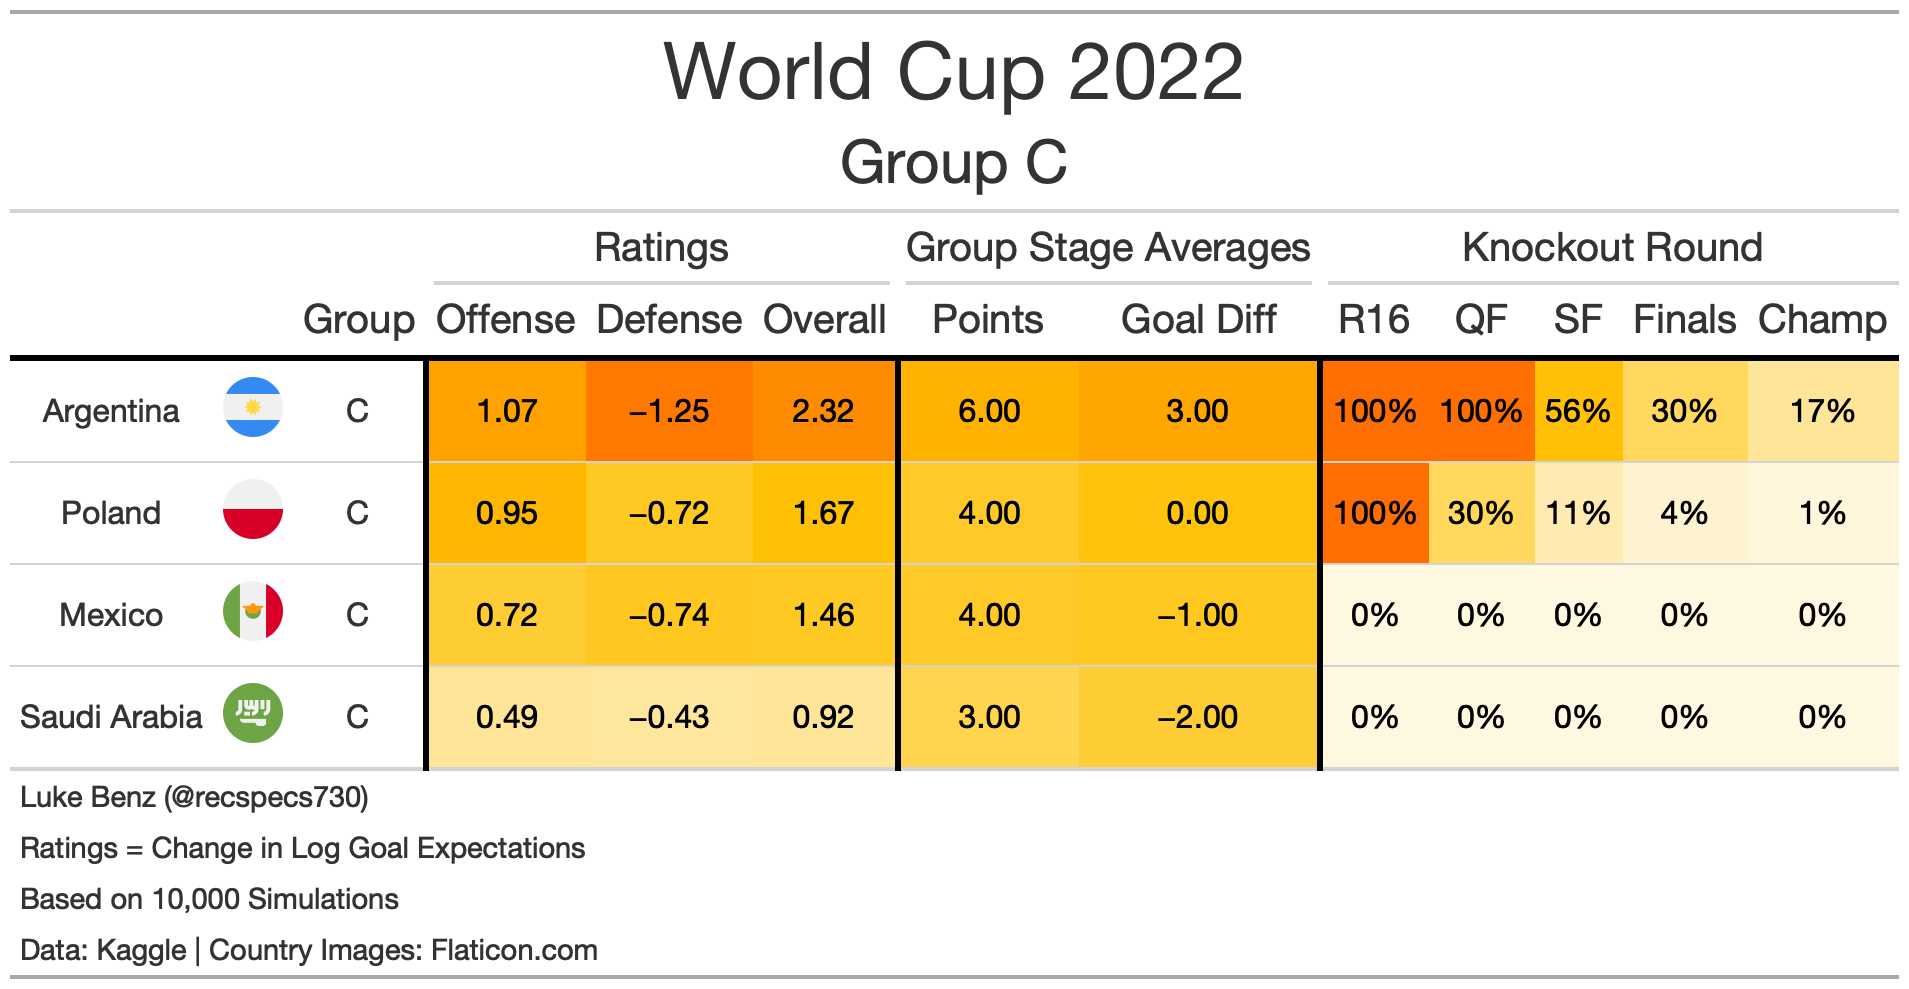 World Cup 2022
Group C
Ratings Group Stage Averages Knockout Round
Group Offense Defense Overall Points Goal Diff R16 QF SF Finals Champ
Argentina C 1.07 −1.25 2.32 6.00 3.00 100% 100% 56% 30% 17%
Poland C 0.95 −0.72 1.67 4.00 0.00 100% 30% 11% 4% 1%
Mexico C 0.72 −0.74 1.46 4.00 −1.00 0% 0% 0% 0% 0%
Saudi Arabia C 0.49 −0.43 0.92 3.00 −2.00 0% 0% 0% 0% 0%
Luke Benz (@recspecs730)
Ratings = Change in Log Goal Expectations
Based on 10,000 Simulations
Data: Kaggle | Country Images: Flaticon.com